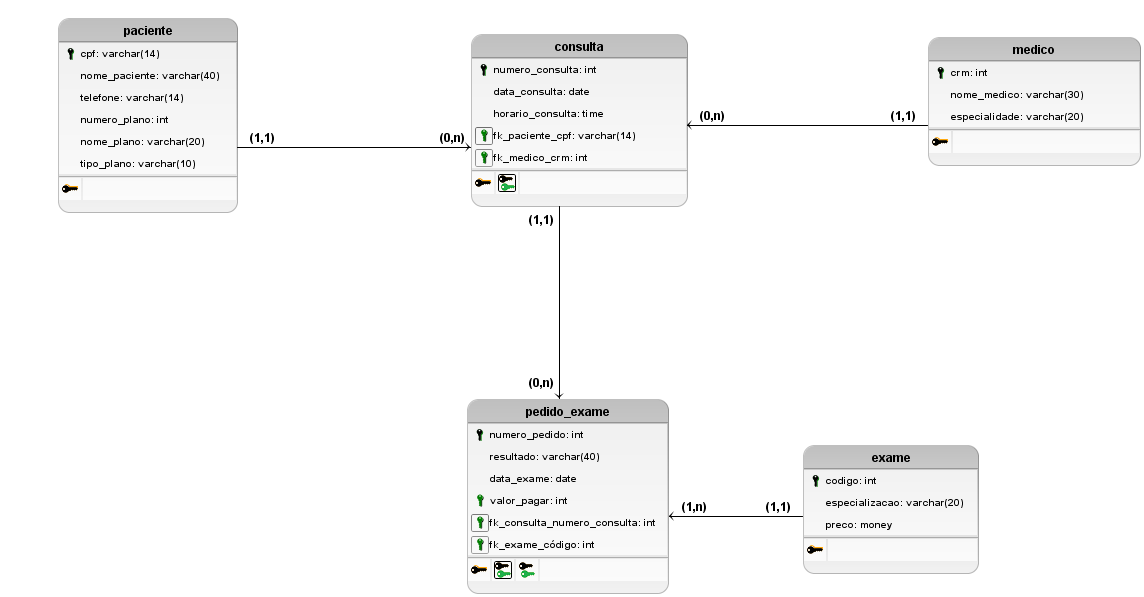 paciente
cpf: varchar(14)
nome_paciente: varchar(40)
telefone: varchar(14)
numero_plano: int
nome_plano: varchar(20)
tipo_plano: varchar(10)
(1,1)
(0,n)
consulta
numero_consulta: int
data_consulta: date
horario_consulta: time
fk_paciente_cpf: varchar(14)
fk_medico_crm: int
(0,n)
(1,1)
medico
crm: int
nome_medico: varchar(30)
especialidade: varchar(20)
(1,1)
(0,n)
pedido_exame
numero_pedido: int
resultado: varchar(40)
data_exame: date
valor_pagar: int
fk_consulta_numero_consulta: int
fk_exame_código: int
(1,n)
(1,1)
exame
codigo: int
especializacao: varchar(20)
preco: money